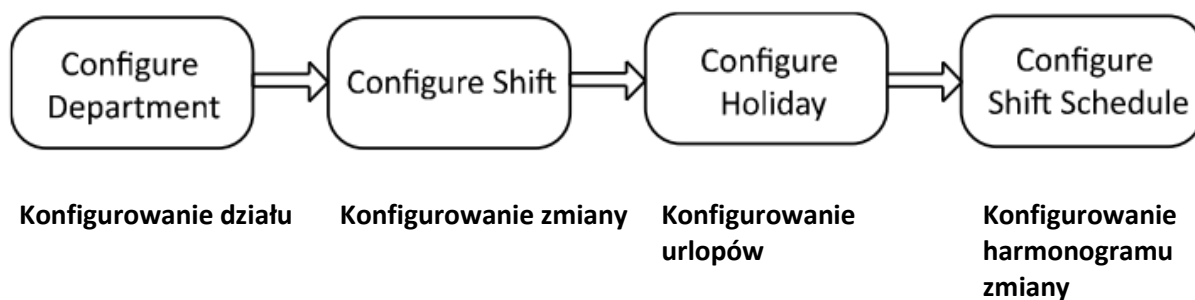 Configure
Department
Configure Shift
Configure
Holiday
Configure
Shift Schedule
Konfigurowanie działu
Konfigurowanie zmiany
Konfigurowanie
urlopów
Konfigurowanie
harmonogramu
zmiany